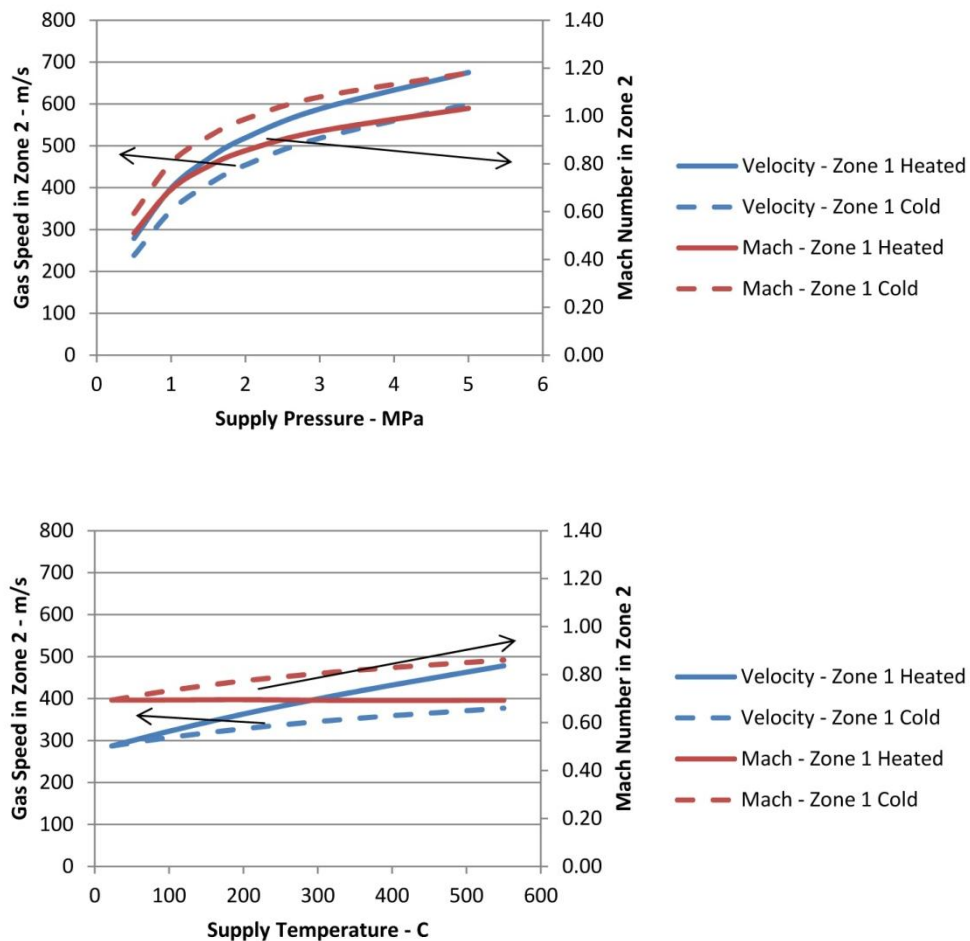 Gas Speed in Zone 2 - m/s
800
700
600
500
400
300
200
100
0
0 1 2 3 4 5 6
Supply Pressure - MPa
1.40
1.20
1.00
0.80
0.60
0.40
0.20
0.00
Mach Number in Zone 2
Velocity - Zone 1 Heated
Velocity - Zone 1 Cold
Mach - Zone 1 Heated
Mach - Zone 1 Cold
Gas Speed in Zone 2 - m/s
800
700
600
500
400
300
200
100
0
0 100 200 300 400 500 600
Supply Temperature - C
1.40
1.20
1.00
0.80
0.60
0.40
0.20
0.00
Mach Number in Zone 2
Velocity - Zone 1 Heated
Velocity - Zone 1 Cold
Mach - Zone 1 Heated
Mach - Zone 1 Cold